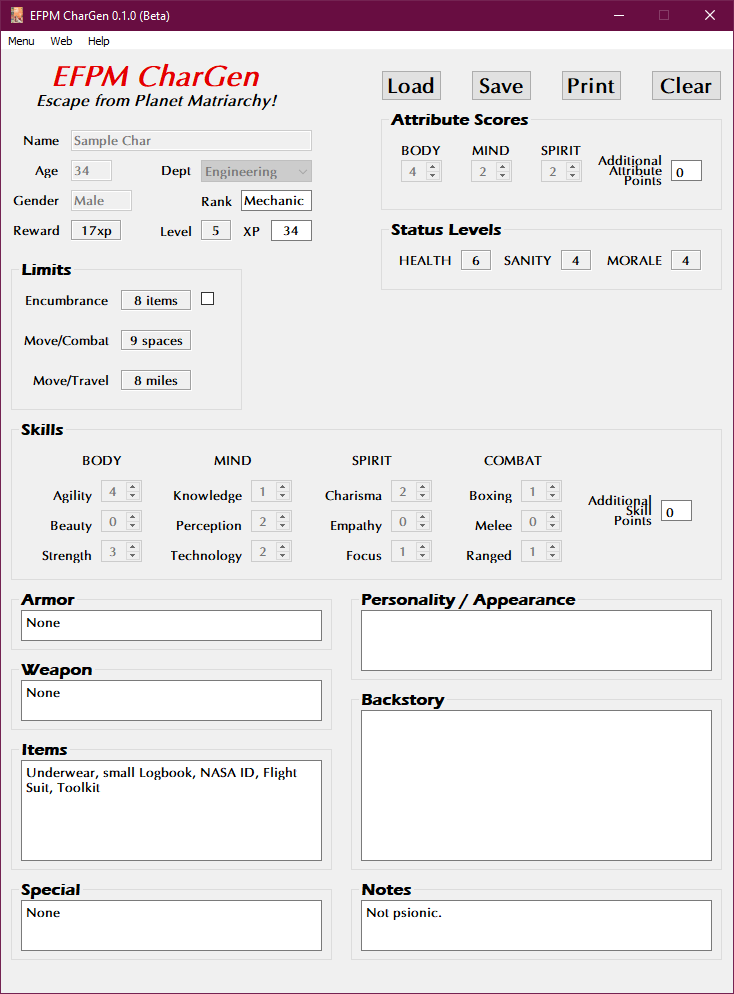 EFPM CharGen 0.1.0 (Beta)
Menu Web Help
EFPM CharGen
Escape from Planet Matriarchy!
Load Save Print Clear
Name Sample Char
Age 34 Dept Engineering
Gender Male Rank Mechanic
Reward 17xp Level 5 XP 34
Attribute Scores
BODY MIND SPIRIT
4 2 2
Additional
Attribute
Points
0
Status Levels
HEALTH 6 SANITY 4 MORALE 4
Limits
Encumbrance 8 items
Move/Combat 9 spaces
Move/Travel 8 miles
Skills
BODY MIND SPIRIT COMBAT
Agility 4 Knowledge 1 Charisma 2 Boxing 1
Beauty 0 Perception 2 Empathy 0 Melee 0
Strength 3 Technology 2 Focus 1 Ranged 1
Additional
Skill
Points
0
Armor
None
Weapon
None
Items
Underwear, small Logbook, NASA ID, Flight
Suit, Toolkit
Special
None
Personality / Appearance
Backstory
Notes
Not psionic.